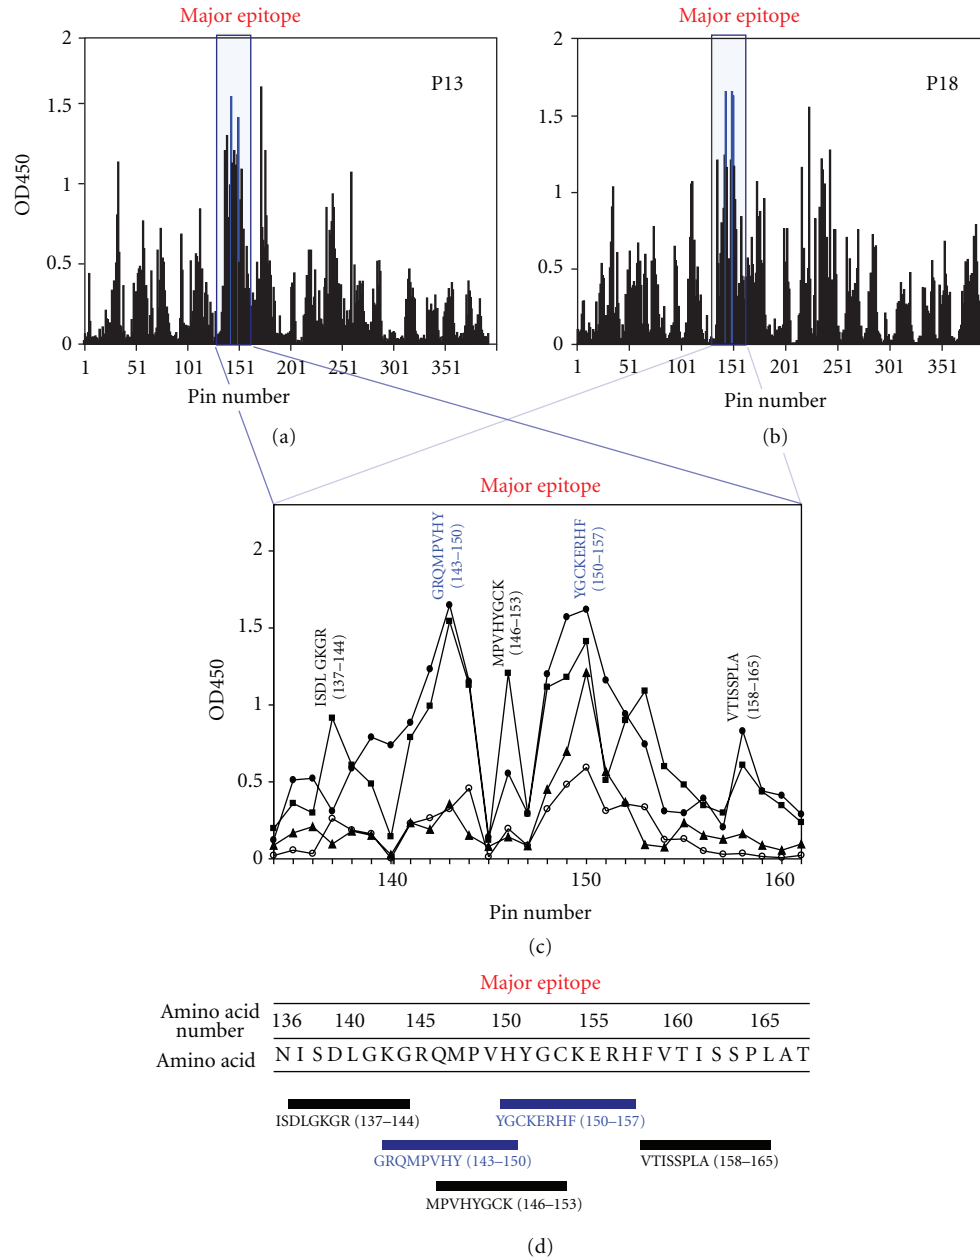 Major epitope
Major epitope
P13
P18
OD450
2
1.5
1
0.5
0
1 51 101 151 201 251 301 351
Pin number
(a)
2
1.5
1
0.5
0
1 51 101 151 201 251 301 351
Pin number
(b)
Major epitope
OD450
2
1.5
1
0.5
0
ISDL GKGR
(137–144)
GRQMPVHY
(143–150)
MPVHYGCK
(146–153)
YGCKERHF
(150–157)
VTISSPLA
(158–165)
140 150 160
Pin number
(c)
Major epitope
Amino acid
number
136 140 145 150 155 160 165
Amino acid
N I S D L G K G R Q M P V H Y G C K E R H F V T I S S P L A T
ISDLGKGR (137–144)
YGCKERHF (150–157)
GRQMPVHY (143–150)
VTISSPLA (158–165)
MPVHYGCK (146–153)
(d)